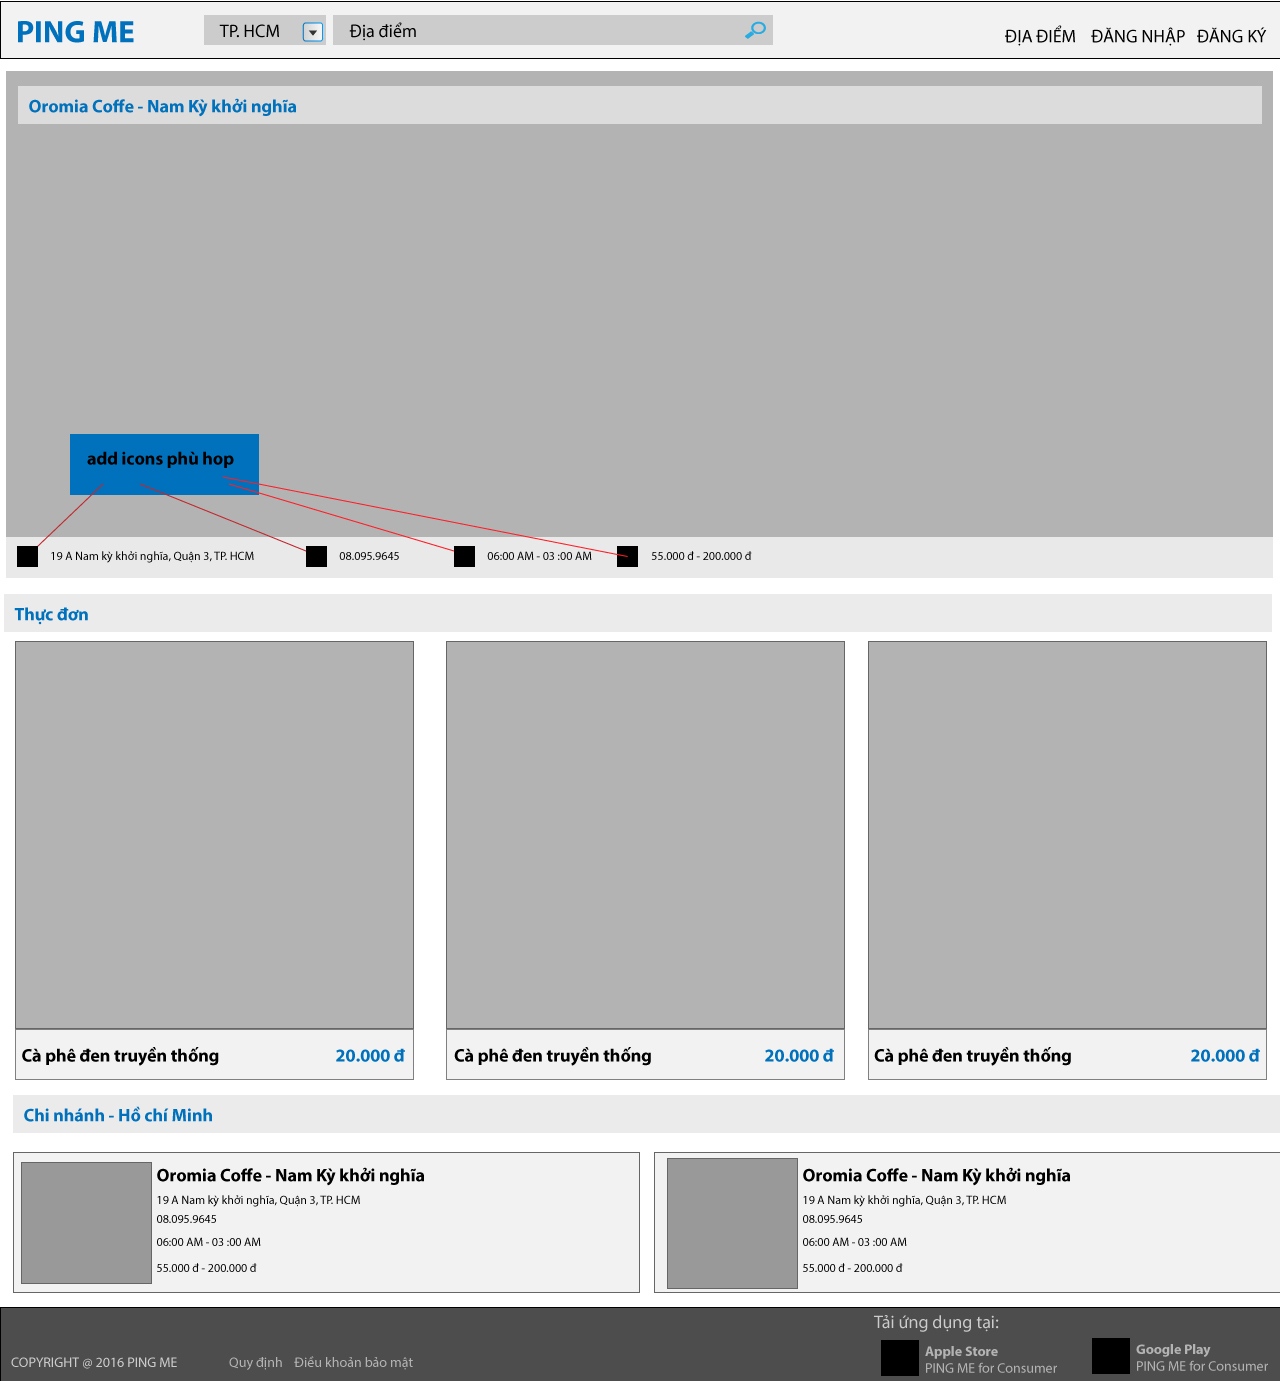 PING ME
TP. HCM
Địa điểm
ĐỊA ĐIỂM ĐĂNG NHẬP ĐĂNG KÝ
Oromia Coffe - Nam Kỳ khởi nghĩa
add icons phù hop
19 A Nam kỳ khởi nghĩa, Quận 3, TP. HCM
08.095.9645
06:00 AM - 03 :00 AM
55.000 đ - 200.000 đ
Thực đơn
Cà phê đen truyền thống 20.000 đ
Cà phê đen truyền thống 20.000 đ
Cà phê đen truyền thống 20.000 đ
Chi nhánh - Hồ chí Minh
Oromia Coffe - Nam Kỳ khởi nghĩa
19 A Nam kỳ khởi nghĩa, Quận 3, TP. HCM
08.095.9645
06:00 AM - 03 :00 AM
55.000 đ - 200.000 đ
Oromia Coffe - Nam Kỳ khởi nghĩa
19 A Nam kỳ khởi nghĩa, Quận 3, TP. HCM
08.095.9645
06:00 AM - 03 :00 AM
55.000 đ - 200.000 đ
COPYRIGHT @ 2016 PING ME
Quy định Điều khoản bảo mật
Tải ứng dụng tại:
Apple Store
PING ME for Consumer
Google Play
PING ME for Consumer